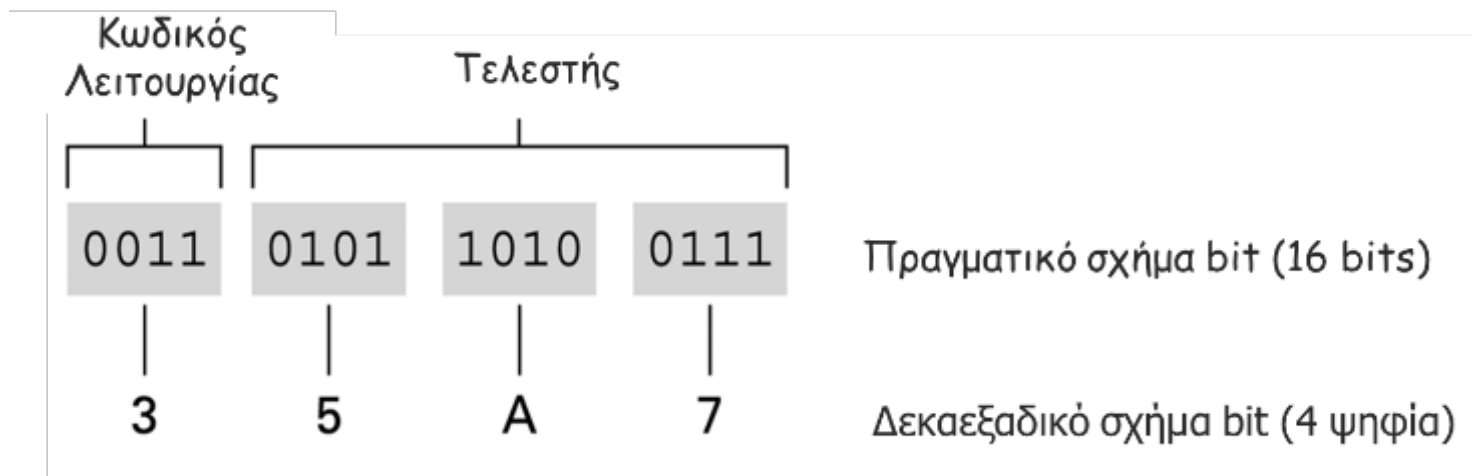 Κωδικός
Λειτουργίας
Τελεστής
0011 0101 1010 0111 Πραγματικό σχήμα bit (16 bits)
3 5 A 7 Δεκαεξαδικό σχήμα bit (4 ψηφία)